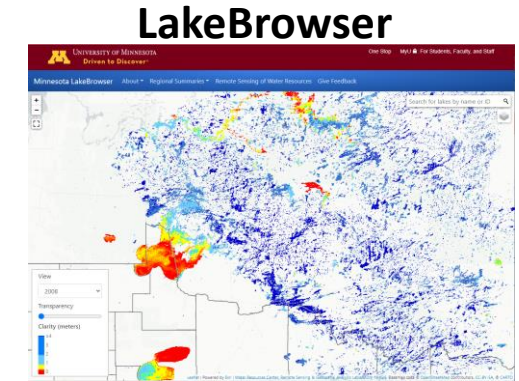 LakeBrowser
UNIVERSITY OF MINNESOTA
Driven to Discover
One Stop MyU For Students, Faculty, and Staff
Minnesota LakeBrowser About Regional Summaries Remote Sensing of Water Resources Give Feedback
+
Search for lakes by name or ID
-
View
2008
Transparency
Clarity (meters)